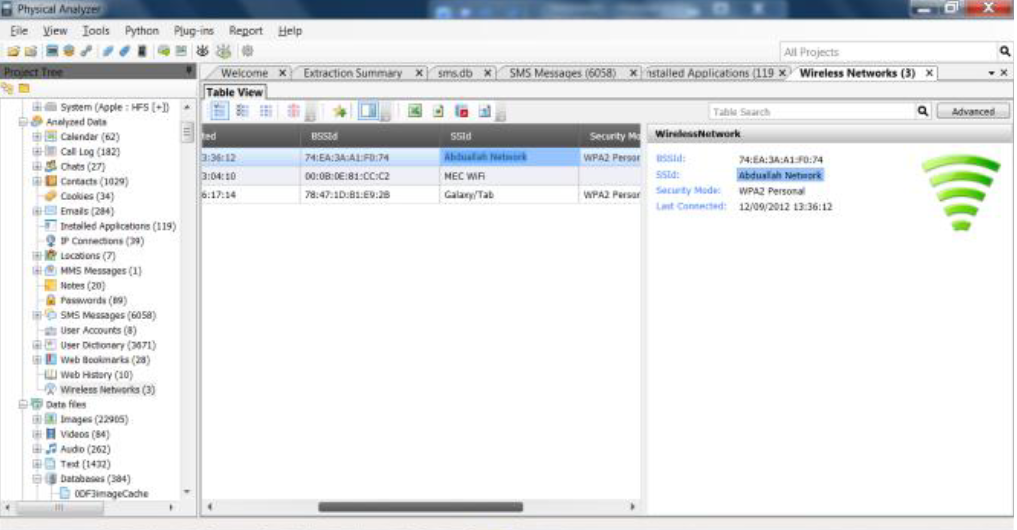 Physical Analyzer
File View Tools Python Plug-ins Report Help
All Projects
Project Tree
Welcome x Extraction Summary x sms.db x SMS Messages (6058) x nstalled Applications (119 x Wireless Networks (3) x
Table View
Table Search
Advanced
System (Apple : HFS [+])
Analyzed Data
Calendar (62)
Call Log (182)
Chats (27)
Contacts (1029)
Cookies (34)
Emails (284)
Installed Applications (119)
IP Connections (39)
Locations (7)
MMS Messages (1)
Notes (20)
Passwords (89)
SMS Messages (6058)
User Accounts (8)
User Dictionary (3671)
Web Bookmarks (28)
Web History (10)
Wireless Networks (3)
Data files
Images (22905)
Videos (84)
Audio (262)
Text (1432)
Databases (384)
0DF3ImageCache
ted BSSId SSId Security Mo
3:36:12 74:EA:3A:A1:F0:74 Abduallah Network WPA2 Person
3:04:10 00:0B:0E:81:CC:C2 MEC WiFi
6:17:14 78:47:1D:B1:E9:2B Galaxy/Tab WPA2 Person
WirelessNetwork
BSSId: 74:EA:3A:A1:F0:74
SSId: Abduallah Network
Security Mode: WPA2 Personal
Last Connected: 12/09/2012 13:36:12